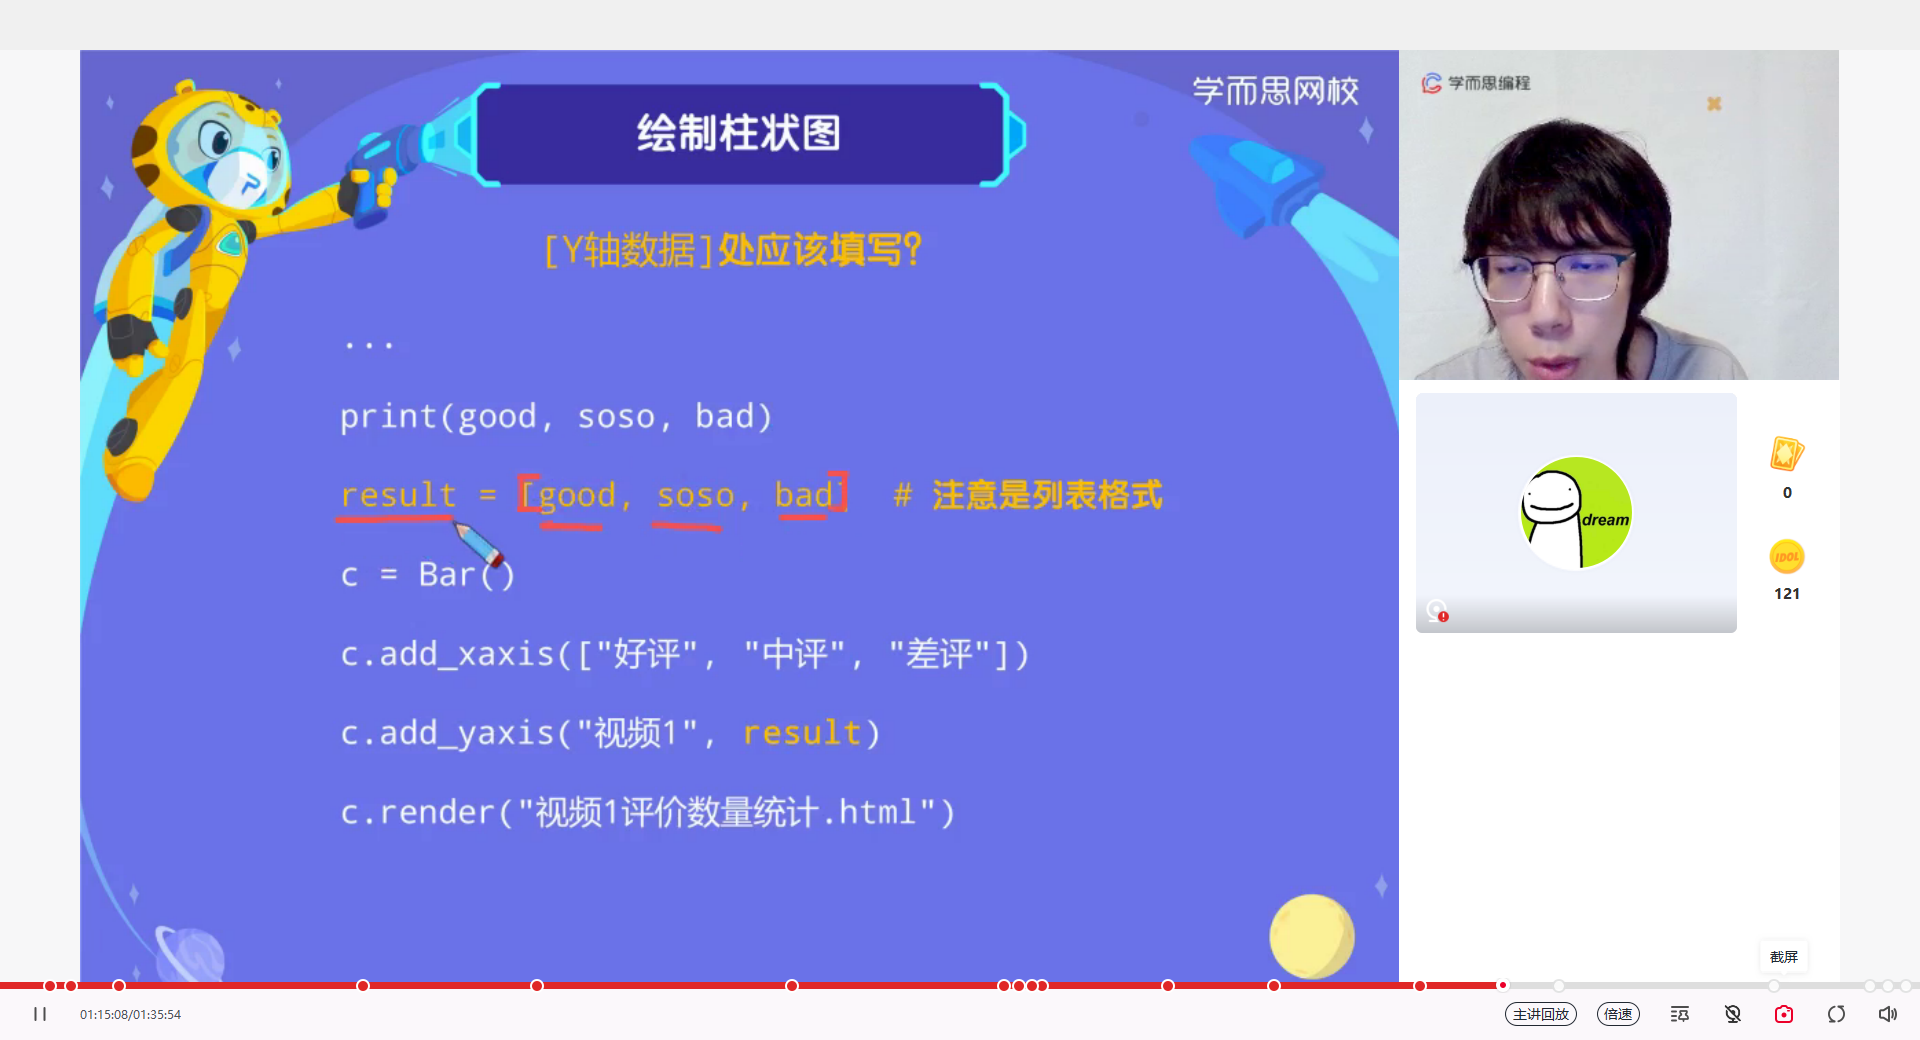 学而思网校
绘制柱状图
[Y轴数据]处应该填写?
...
print(good, soso, bad)
result = [good, soso, bad] # 注意是列表格式
c = Bar()
c.add_xaxis(["好评", "中评", "差评"])
c.add_yaxis("视频1", result)
c.render("视频1评价数量统计.html")
学而思编程
dream
0
IDOL
121
截屏
01:15:08/01:35:54
主讲回放
倍速